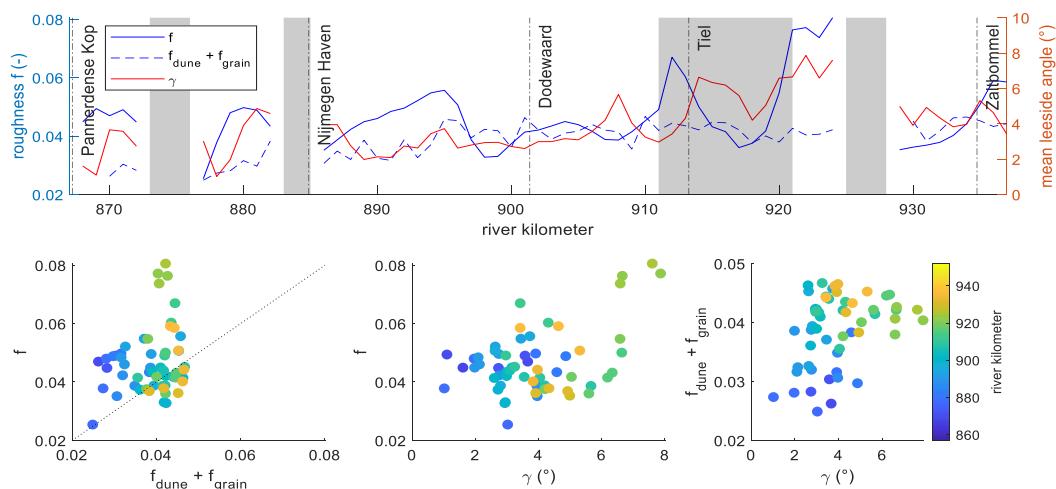 0.08
0.06
0.04
0.02
roughness f (-)
f
f_dune + f_grain
γ
Pannerdense Kop
Nijmegen Haven
Dodewaard
Tiel
Zaltbommel
10
8
6
4
2
0
mean leeside angle (°)
870
880
890
900
910
920
930
river kilometer
0.08
0.06
0.04
0.02
f
0.02
0.04
0.06
0.08
f_dune + f_grain
0.08
0.06
0.04
0.02
f
0
2
4
6
8
γ (°)
0.05
0.04
0.03
0.02
f_dune + f_grain
0
2
4
6
γ (°)
940
920
900
880
860
river kilometer